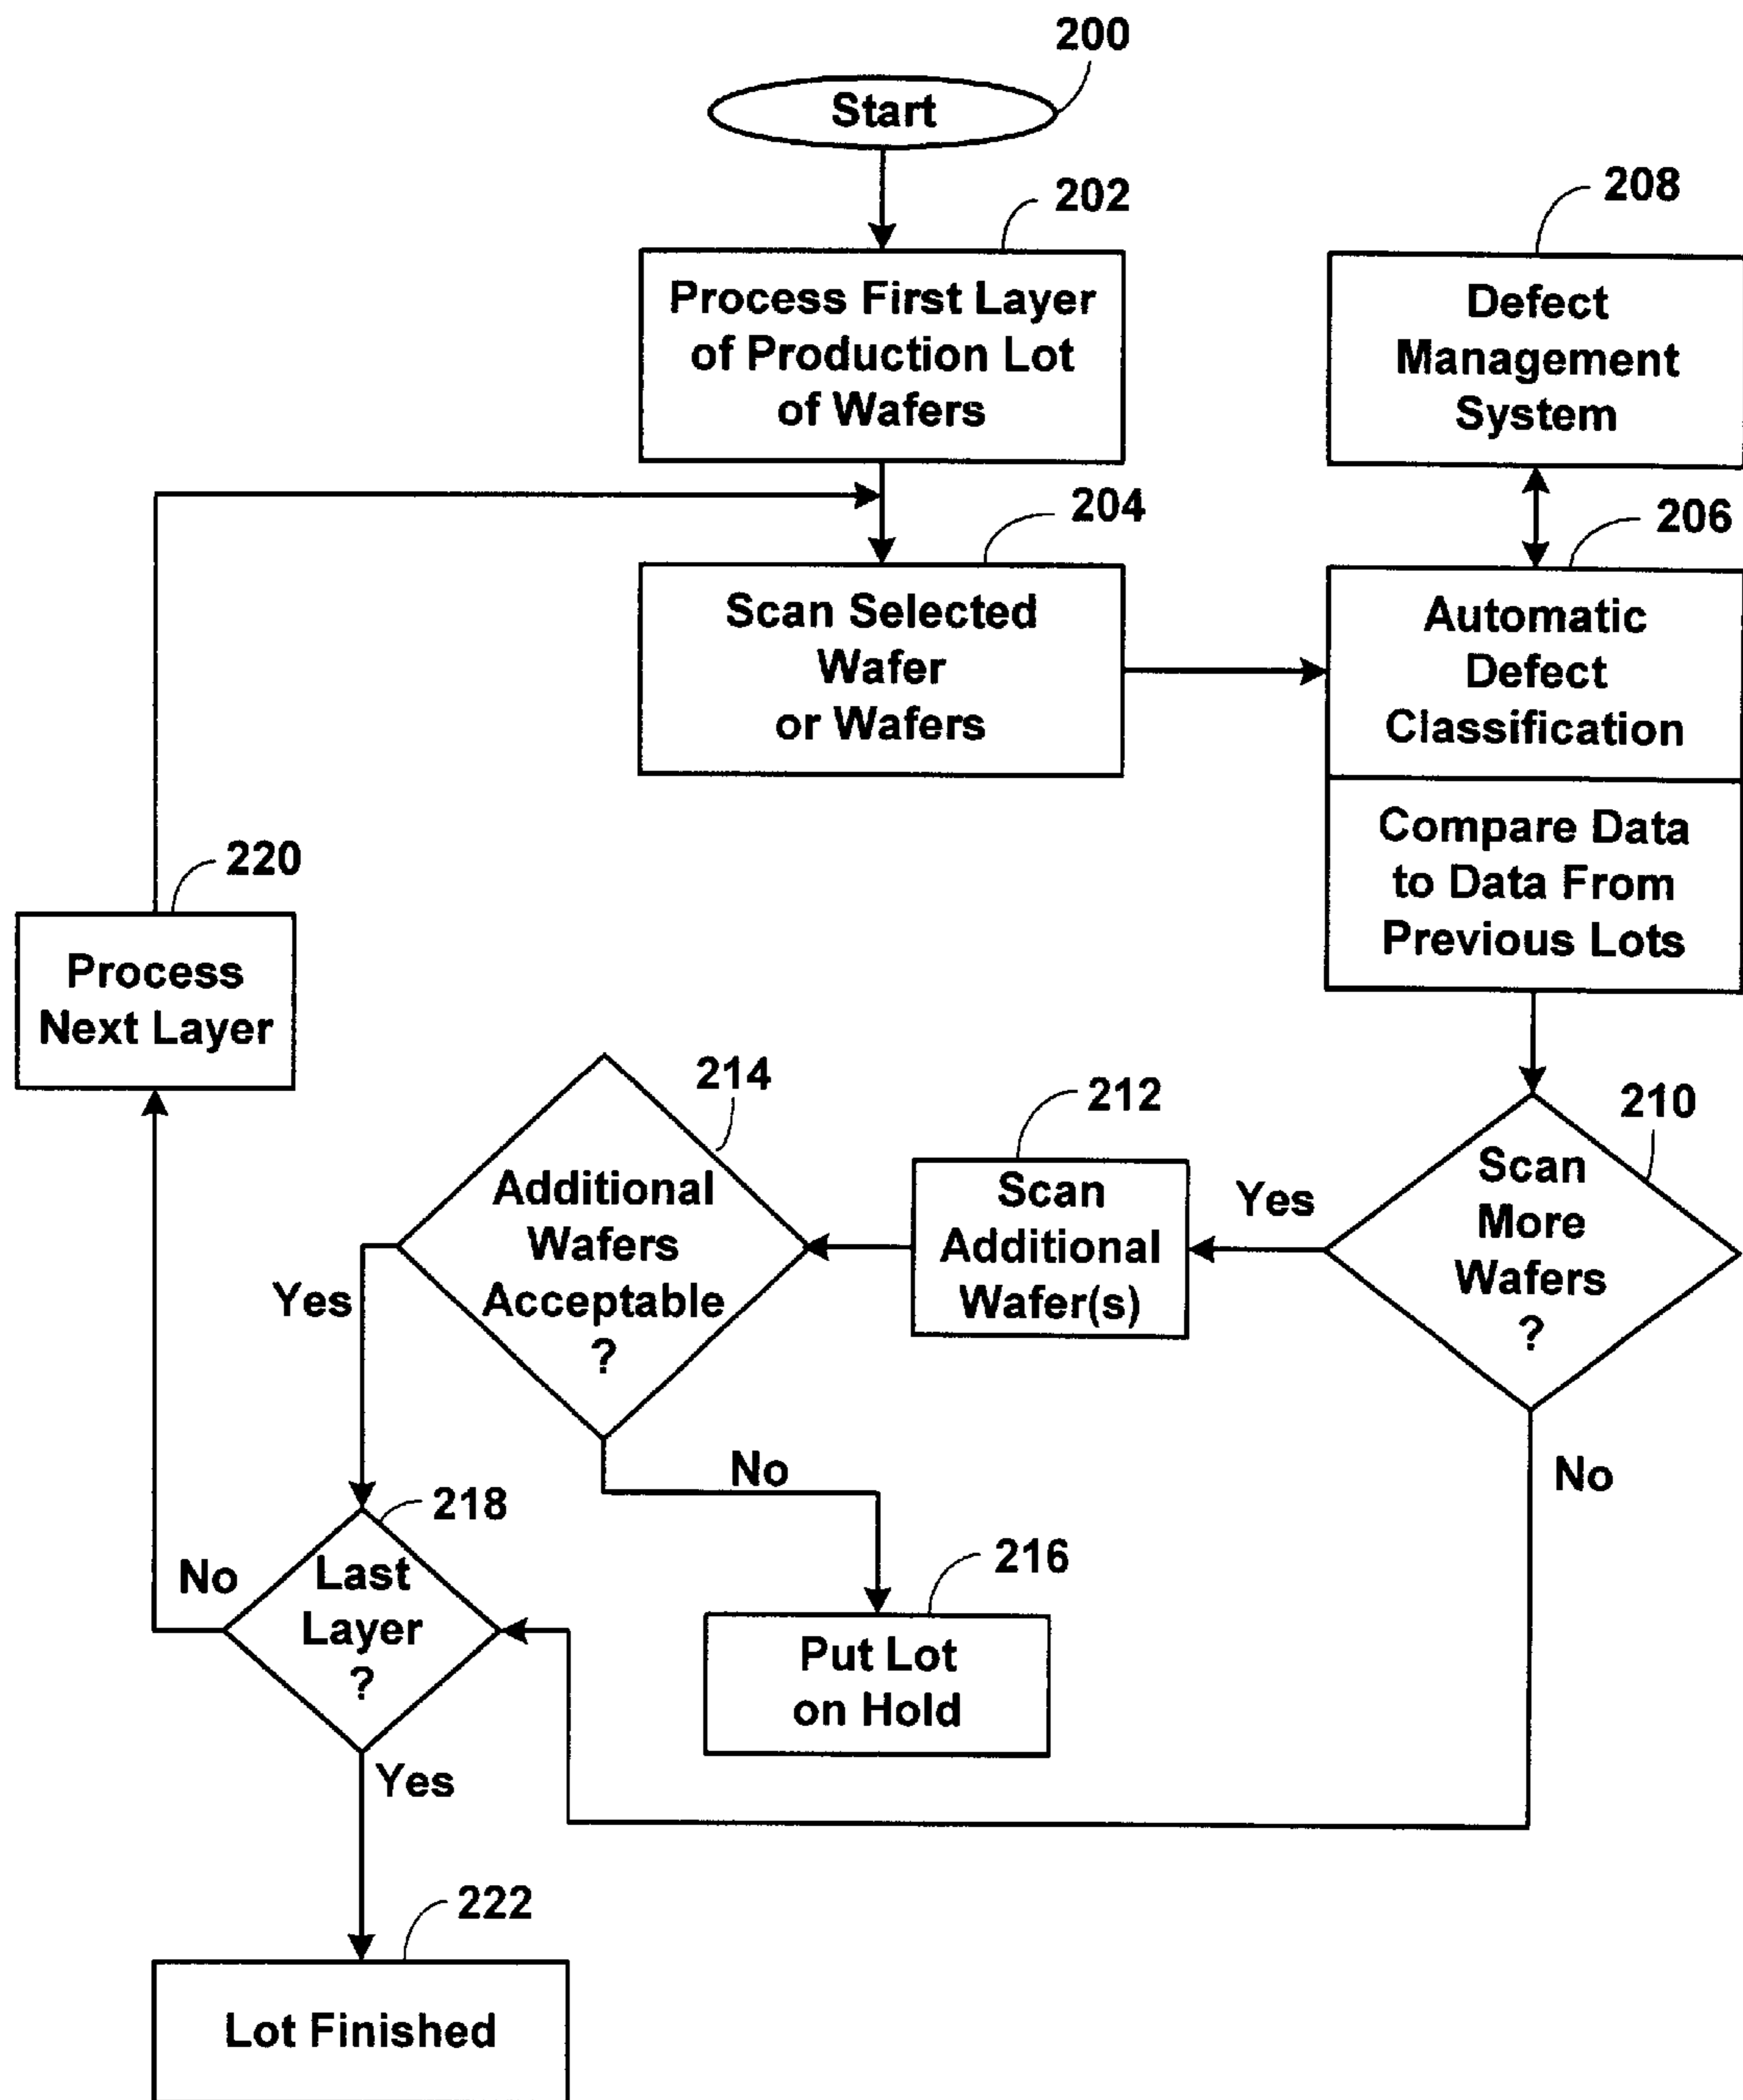 200
Start
202
Process First Layer
of Production Lot
of Wafers
208
Defect
Management
System
204
Scan Selected
Wafer
or Wafers
206
Automatic
Defect
Classification
Compare Data
to Data From
Previous Lots
220
Process
Next Layer
214
Additional
Wafers
Acceptable
?
212
Scan
Additional
Wafer(s)
210
Scan
More
Wafers
?
Yes
Yes
No
No
218
Last
Layer
?
No
216
Put Lot
on Hold
Yes
222
Lot Finished